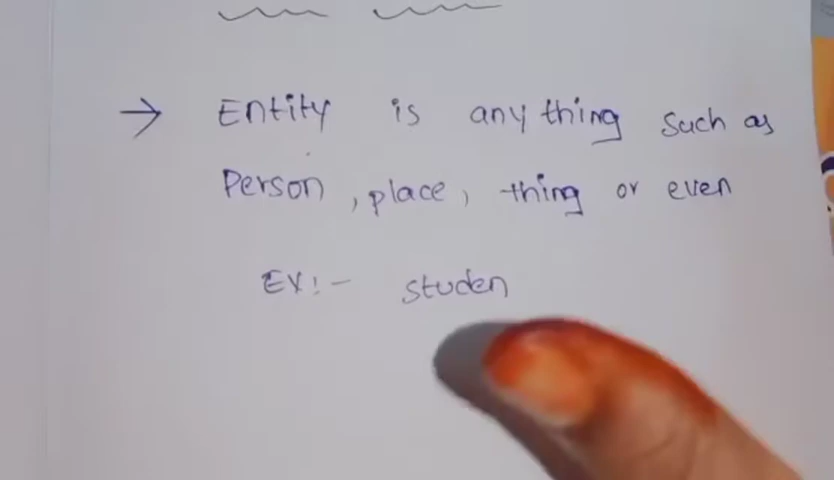 → Entity is any thing such as
Person, place, thing or even
EX:- studen